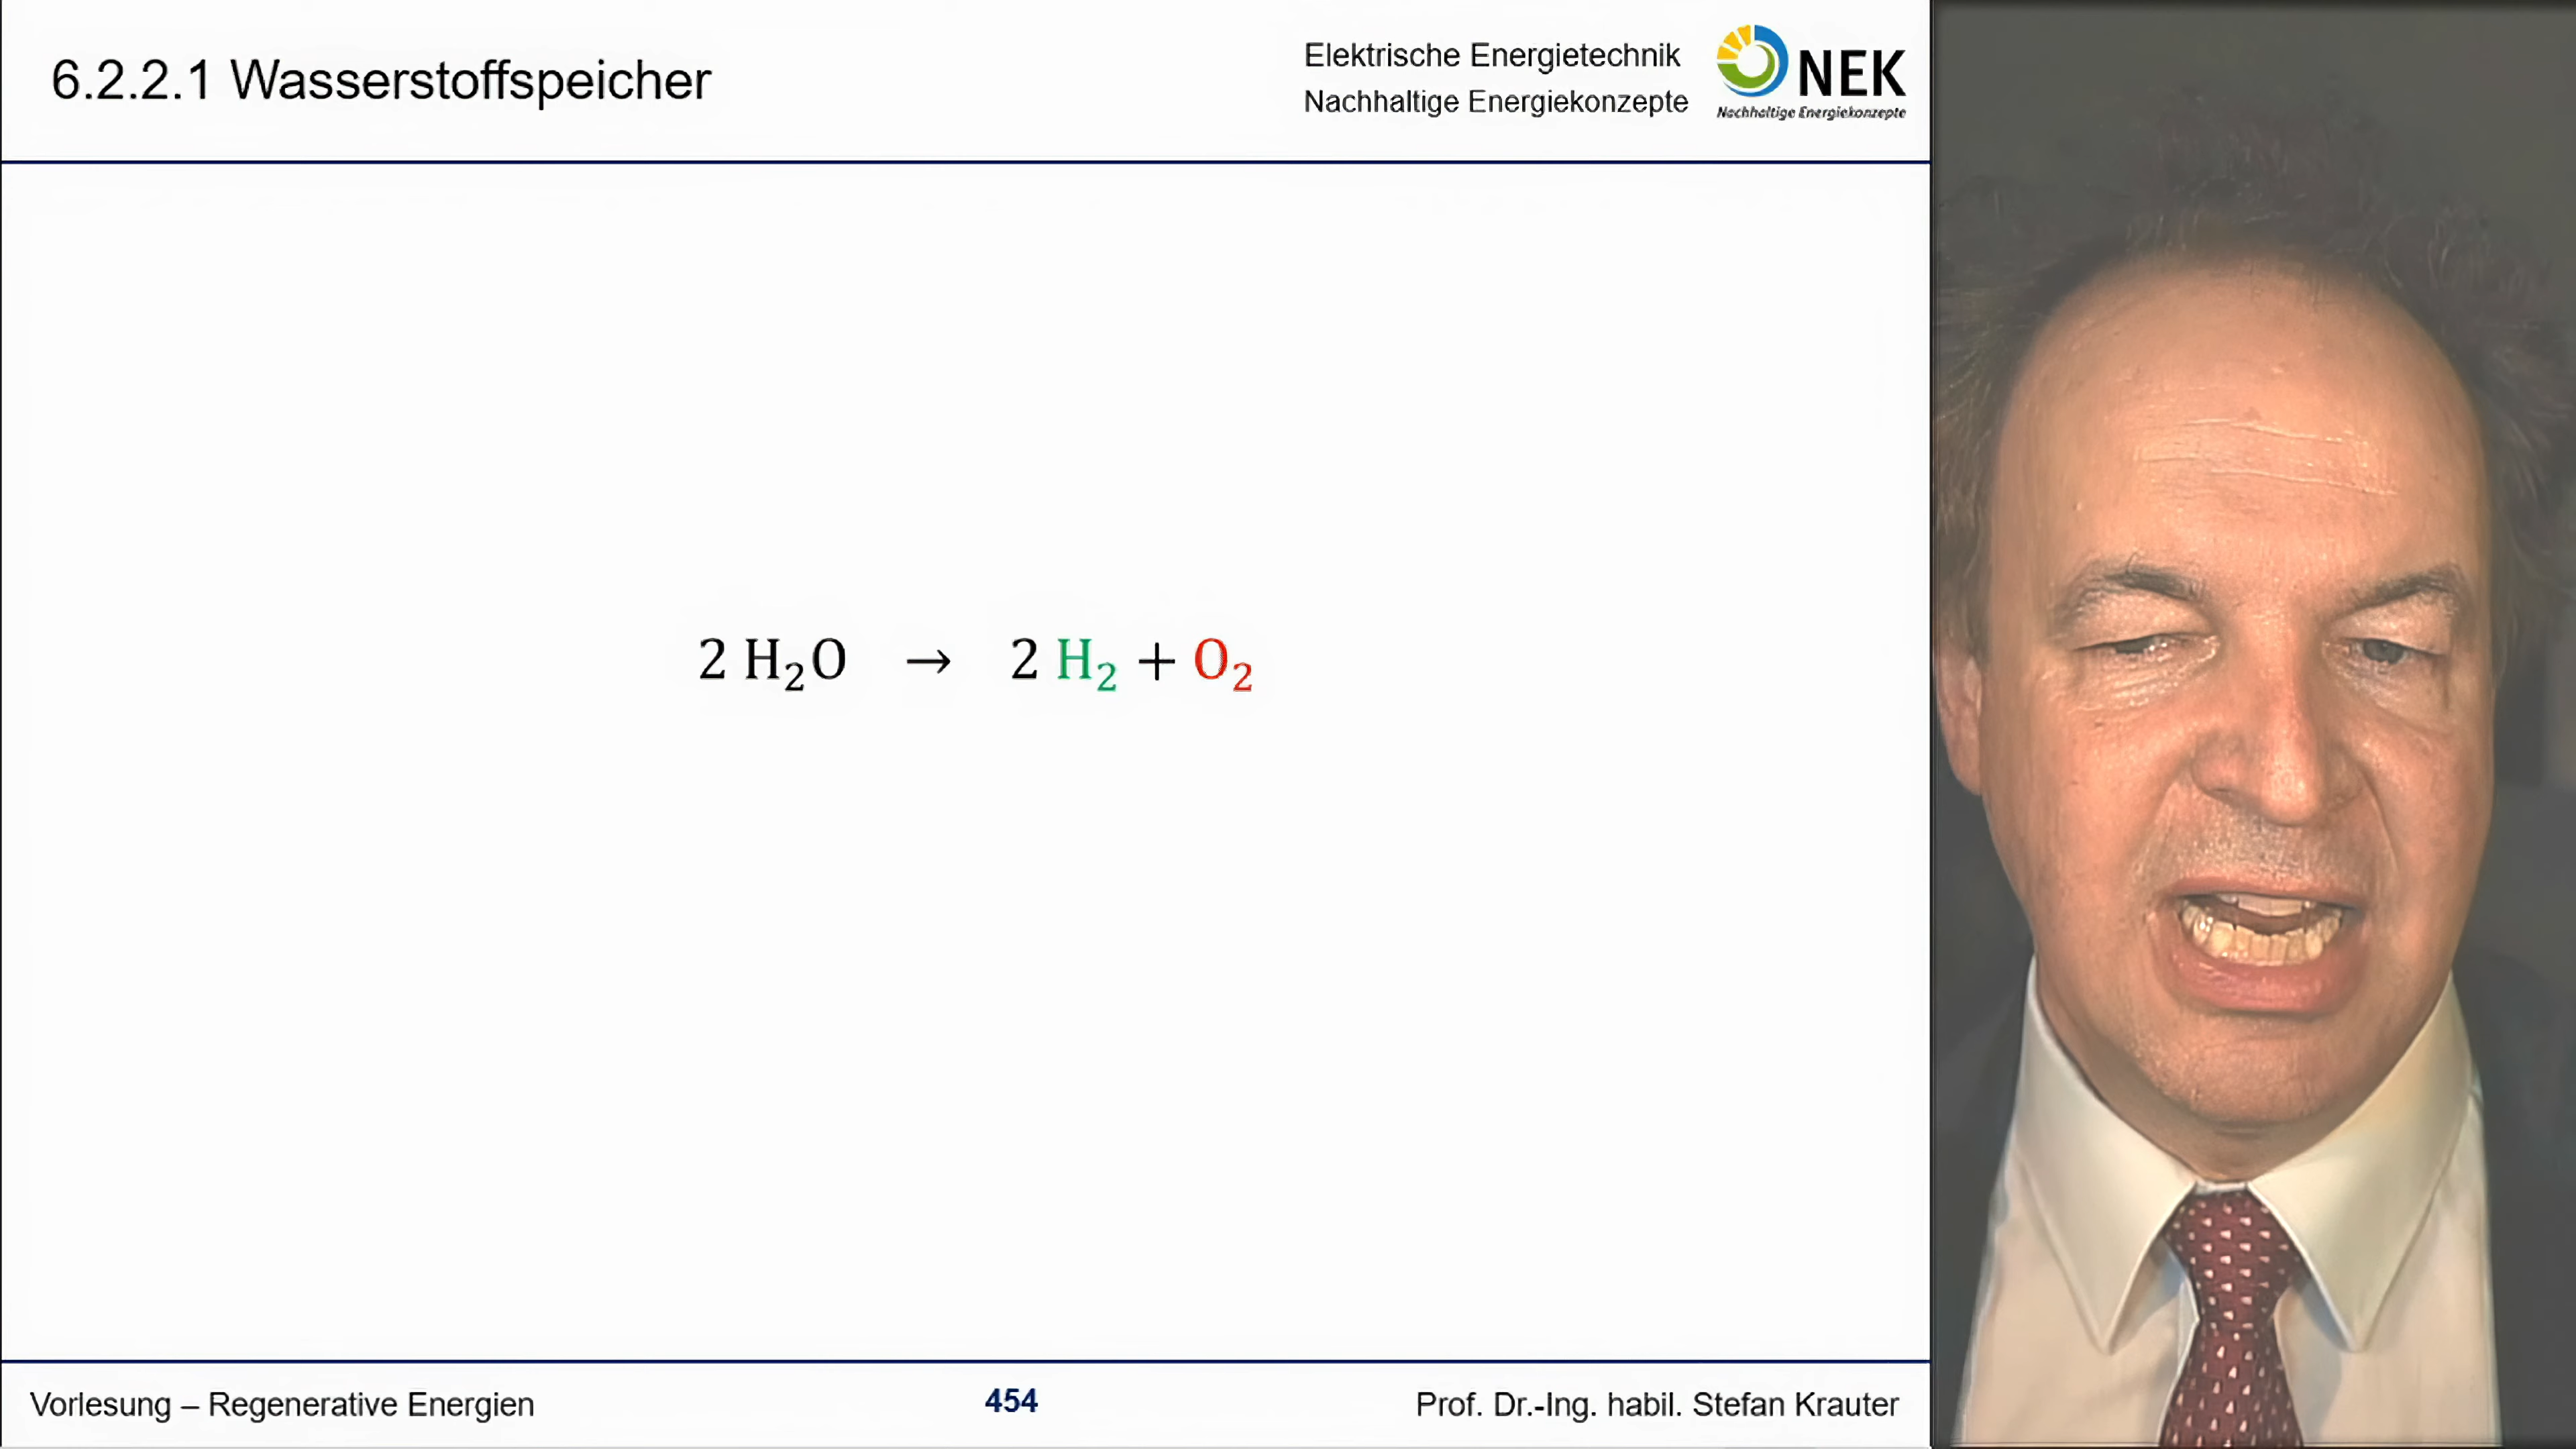 6.2.2.1 Wasserstoffspeicher
Elektrische Energietechnik
Nachhaltige Energiekonzepte
NEK
Nachhaltige Energiekonzepte
2 H₂O → 2 H₂ + O₂
Vorlesung – Regenerative Energien
454
Prof. Dr.-Ing. habil. Stefan Krauter